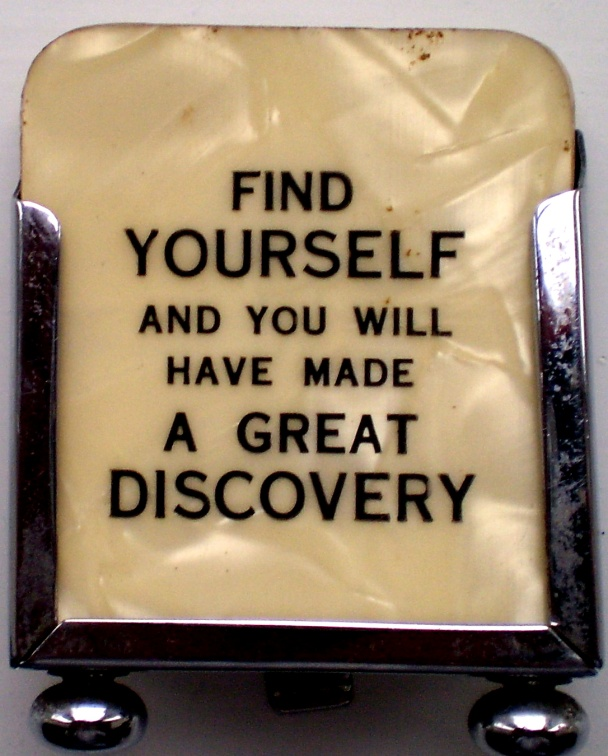 FIND
YOURSELF
AND YOU WILL
HAVE MADE
A GREAT
DISCOVERY